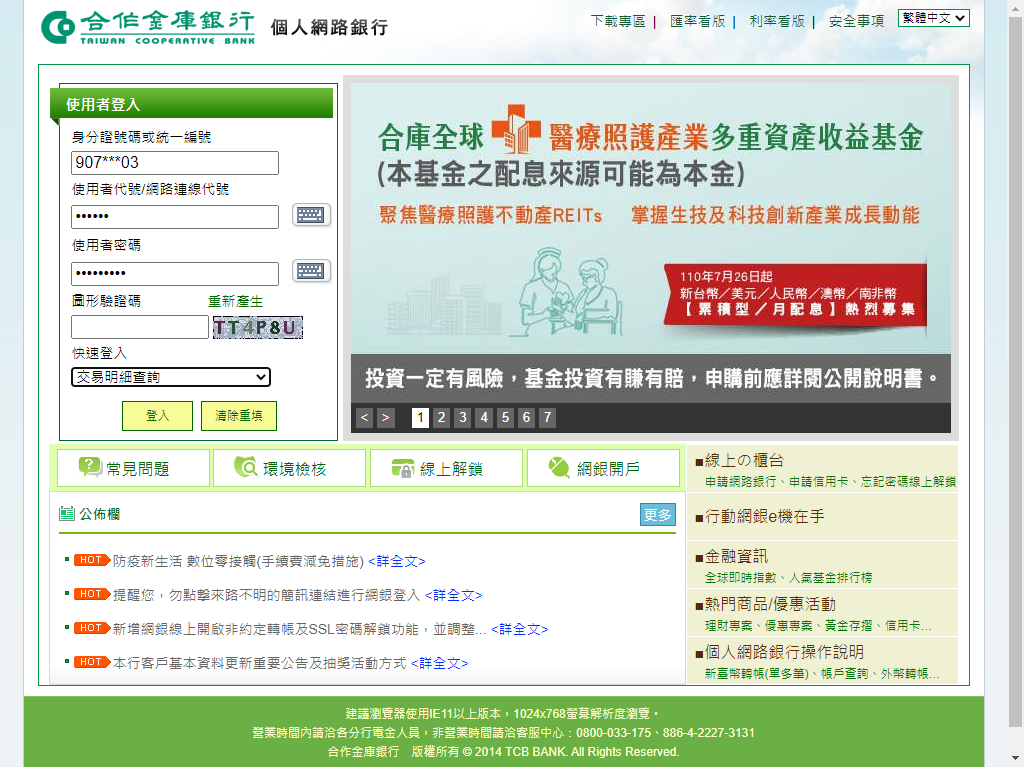 合作金庫銀行
TAIWAN COOPERATIVE BANK
個人網路銀行
下載專區 | 匯率看版 | 利率看版 | 安全事項
繁體中文
使用者登入
身分證號碼或統一編號
907***03
使用者代號/網路連線代號
••••••
使用者密碼
•••••••••
圖形驗證碼 重新產生
TT4P8U
快速登入
交易明細查詢
登入 清除重填
合庫全球醫療照護產業多重資產收益基金
(本基金之配息來源可能為本金)
聚焦醫療照護不動產REITs 掌握生技及科技創新產業成長動能
110年7月26日起
新台幣／美元／人民幣／澳幣／南非幣
【累積型／月配息】熱烈募集
投資一定有風險，基金投資有賺有賠，申購前應詳閱公開說明書。
< > 1 2 3 4 5 6 7
常見問題 環境檢核 線上解鎖 網銀開戶
公佈欄 更多
HOT 防疫新生活 數位零接觸(手續費減免措施) <詳全文>
HOT 提醒您，勿點擊來路不明的簡訊連結進行網銀登入 <詳全文>
HOT 新增網銀線上開啟非約定轉帳及SSL密碼解鎖功能，並調整... <詳全文>
HOT 本行客戶基本資料更新重要公告及抽獎活動方式 <詳全文>
■線上の櫃台
申請網路銀行、申請信用卡、忘記密碼線上解鎖
■行動網銀e機在手
■金融資訊
全球即時指數、人氣基金排行榜
■熱門商品/優惠活動
理財專案、優惠專案、黃金存摺、信用卡...
■個人網路銀行操作說明
新臺幣轉帳(單多筆)、帳戶查詢、外幣轉帳...
建議瀏覽器使用IE11以上版本，1024x768螢幕解析度瀏覽。
營業時間內請洽各分行電金人員，非營業時間請洽客服中心：0800-033-175、886-4-2227-3131
合作金庫銀行 版權所有 © 2014 TCB BANK. All Rights Reserved.